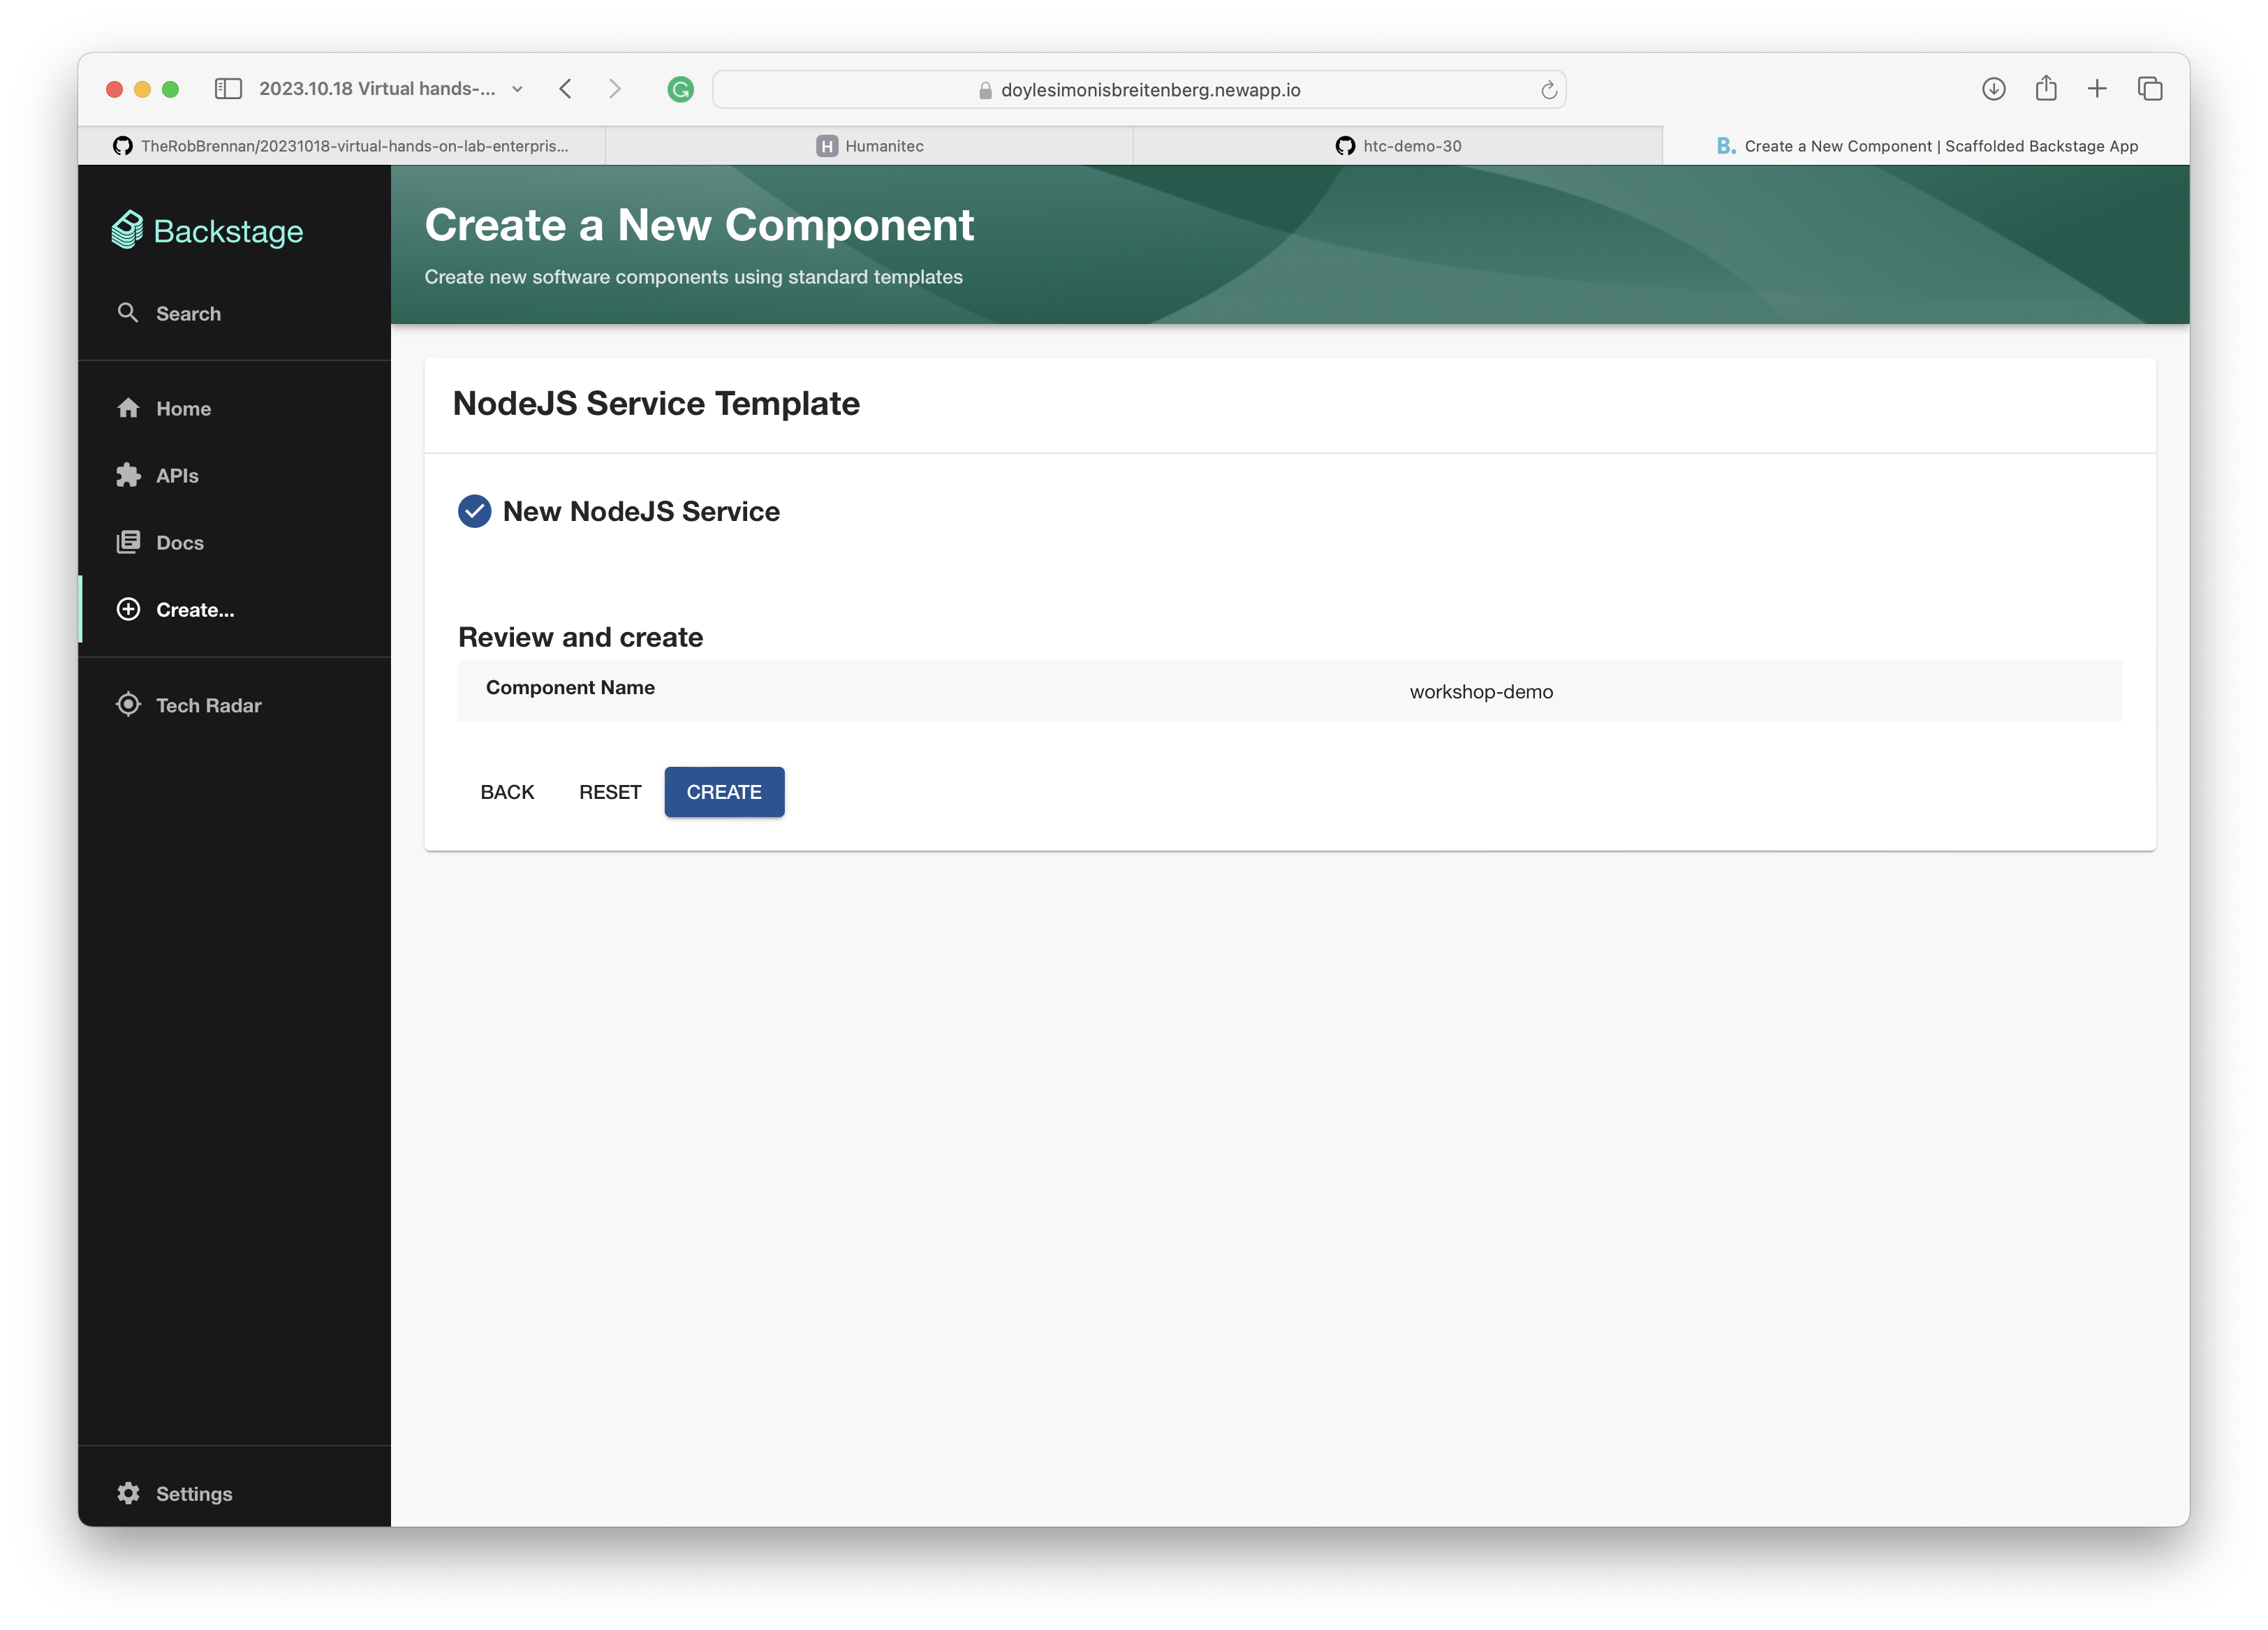 2023.10.18 Virtual hands-...
doylesimonisbreitenberg.newapp.io
TheRobBrennan/20231018-virtual-hands-on-lab-enterpris...
H Humanitec
htc-demo-30
B. Create a New Component | Scaffolded Backstage App
Backstage
Search
Home
APIs
Docs
Create...
Tech Radar
Settings
Create a New Component
Create new software components using standard templates
NodeJS Service Template
New NodeJS Service
Review and create
Component Name workshop-demo
BACK RESET CREATE